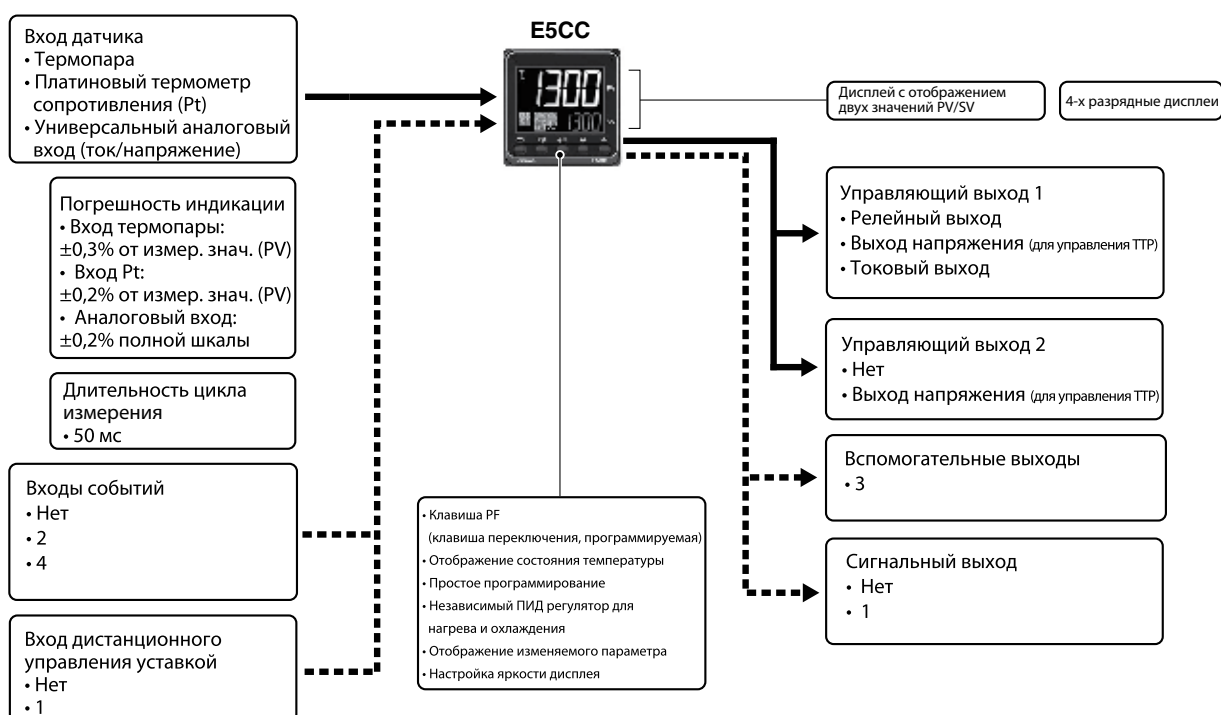 Вход датчика
• Термопара
• Платиновый термометр
сопротивления (Pt)
• Универсальный аналоговый
вход (ток/напряжение)
Погрешность индикации
• Вход термопары:
±0,3% от измер. знач. (PV)
• Вход Pt:
±0,2% от измер. знач. (PV)
• Аналоговый вход:
±0,2% полной шкалы
Длительность цикла
измерения
• 50 мс
Входы событий
• Нет
• 2
• 4
Вход дистанционного
управления уставкой
• Нет
• 1
E5CC
1300
1300
• Клавиша PF
(клавиша переключения, программируемая)
• Отображение состояния температуры
• Простое программирование
• Независимый ПИД регулятор для
нагрева и охлаждения
• Отображение изменяемого параметра
• Настройка яркости дисплея
Дисплей с отображением
двух значений PV/SV
4-х разрядные дисплеи
Управляющий выход 1
• Релейный выход
• Выход напряжения (для управления ТТР)
• Токовый выход
Управляющий выход 2
• Нет
• Выход напряжения (для управления ТТР)
Вспомогательные выходы
• 3
Сигнальный выход
• Нет
• 1